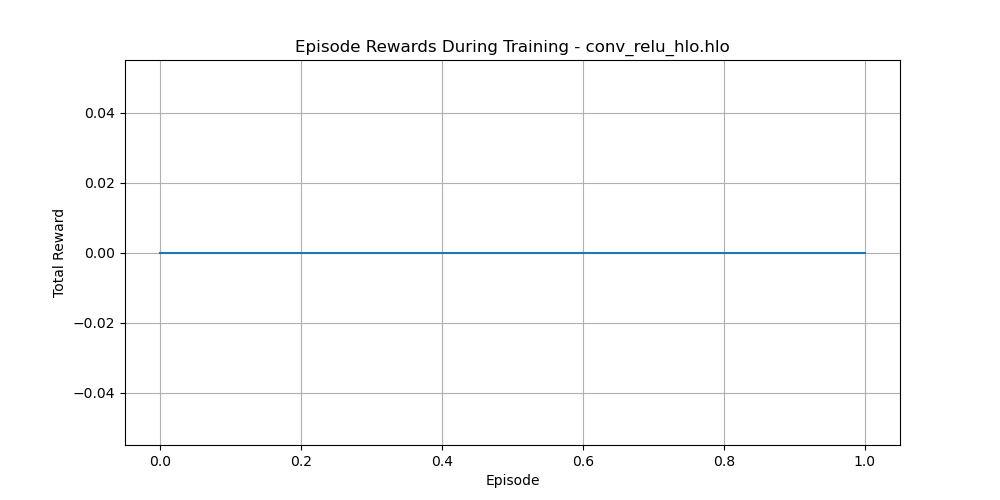 Episode Rewards During Training - conv_relu_hlo.hlo
Total Reward
0.04
0.02
0.00
−0.02
−0.04
0.0 0.2 0.4 0.6 0.8 1.0
Episode